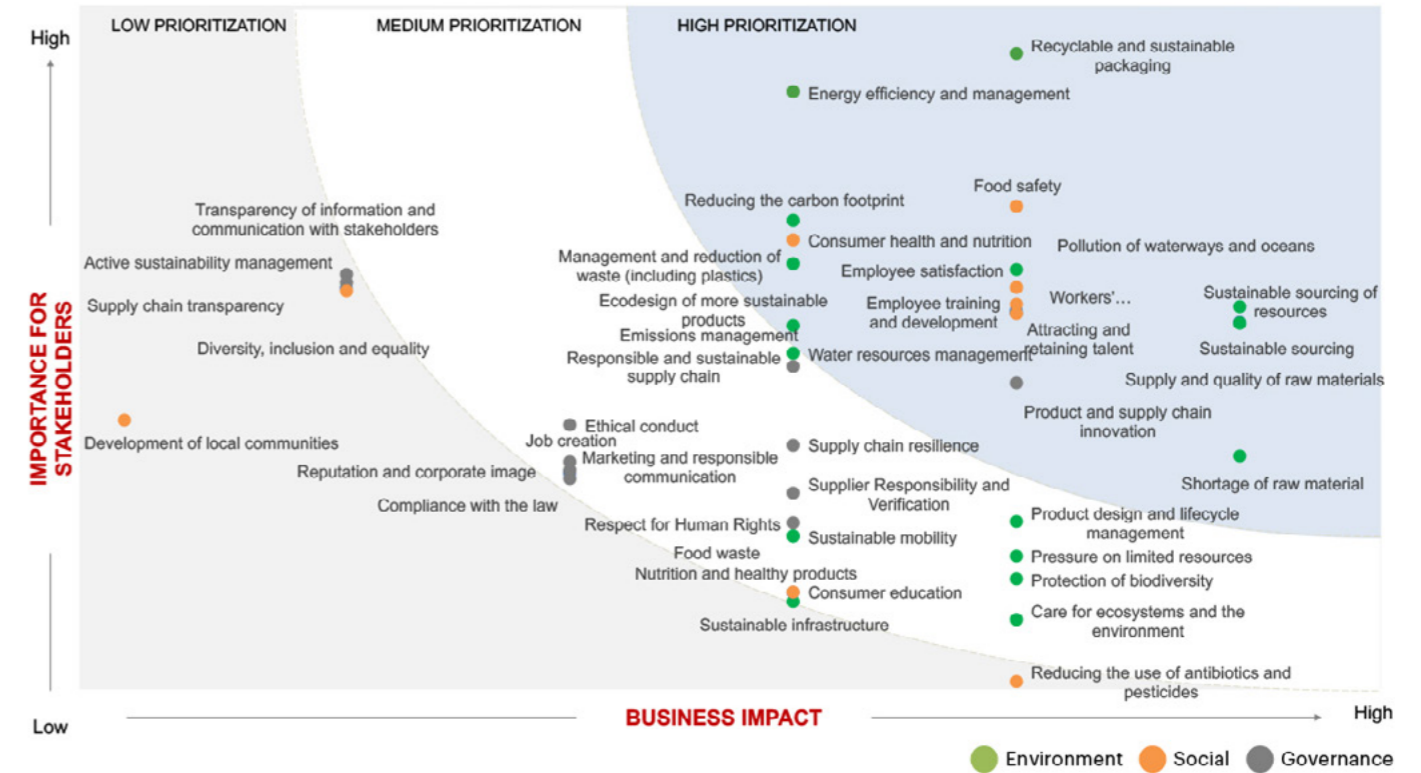 LOW PRIORITIZATION
MEDIUM PRIORITIZATION
HIGH PRIORITIZATION
High
Recyclable and sustainable
packaging
Energy efficiency and management
Food safety
Reducing the carbon footprint
Transparency of information and
communication with stakeholders
Consumer health and nutrition
Pollution of waterways and oceans
Management and reduction of
waste (including plastics)
Active sustainability management
Employee satisfaction
Supply chain transparency
Ecodesign of more sustainable
products
Employee training
and development
Workers'...
Sustainable sourcing of
resources
Emissions management
Attracting and
retaining talent
Diversity, inclusion and equality
Responsible and sustainable
supply chain
Water resources management
Sustainable sourcing
Supply and quality of raw materials
IMPORTANCE FOR
STAKEHOLDERS
Product and supply chain
innovation
Development of local communities
Ethical conduct
Job creation
Supply chain resilience
Marketing and responsible
communication
Reputation and corporate image
Shortage of raw material
Supplier Responsibility and
Verification
Compliance with the law
Product design and lifecycle
management
Respect for Human Rights
Sustainable mobility
Food waste
Pressure on limited resources
Nutrition and healthy products
Protection of biodiversity
Consumer education
Sustainable infrastructure
Care for ecosystems and the
environment
Reducing the use of antibiotics and
pesticides
Low
BUSINESS IMPACT
High
Environment
Social
Governance